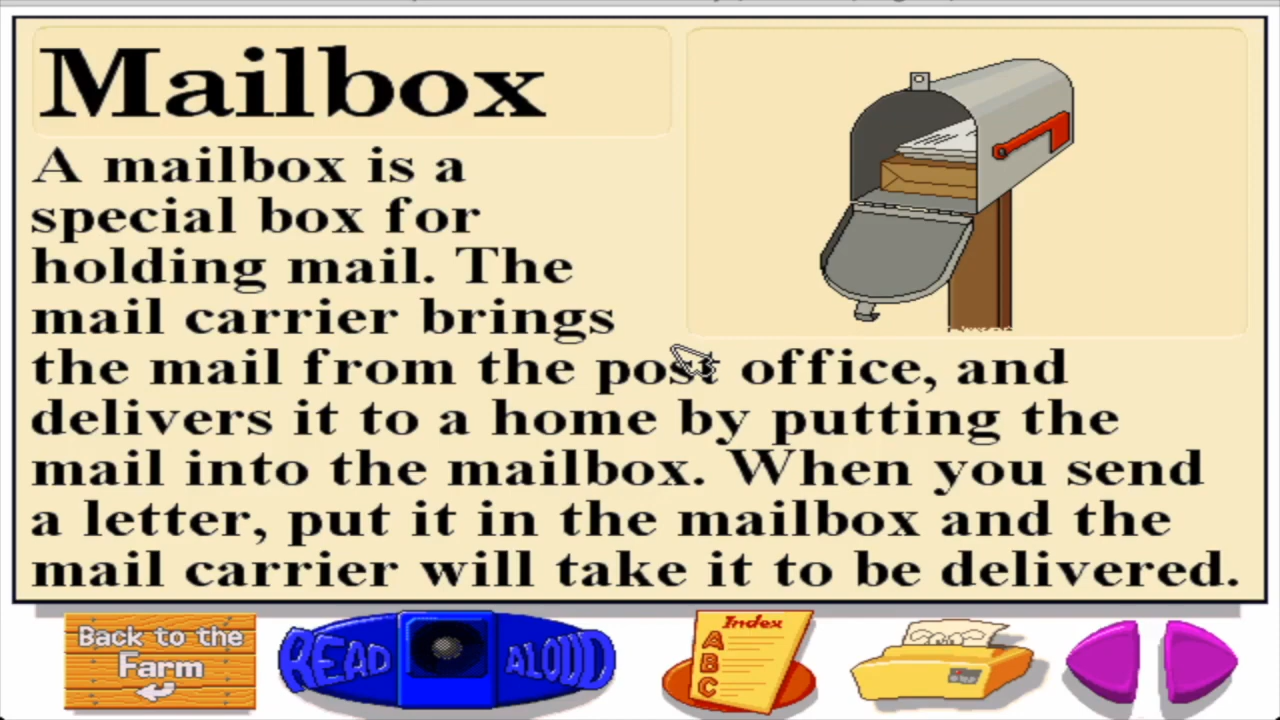 Mailbox
A mailbox is a
special box for
holding mail. The
mail carrier brings
the mail from the post office, and
delivers it to a home by putting the
mail into the mailbox. When you send
a letter, put it in the mailbox and the
mail carrier will take it to be delivered.
Back to the
Farm
READ ALOUD
Index
A
B
C